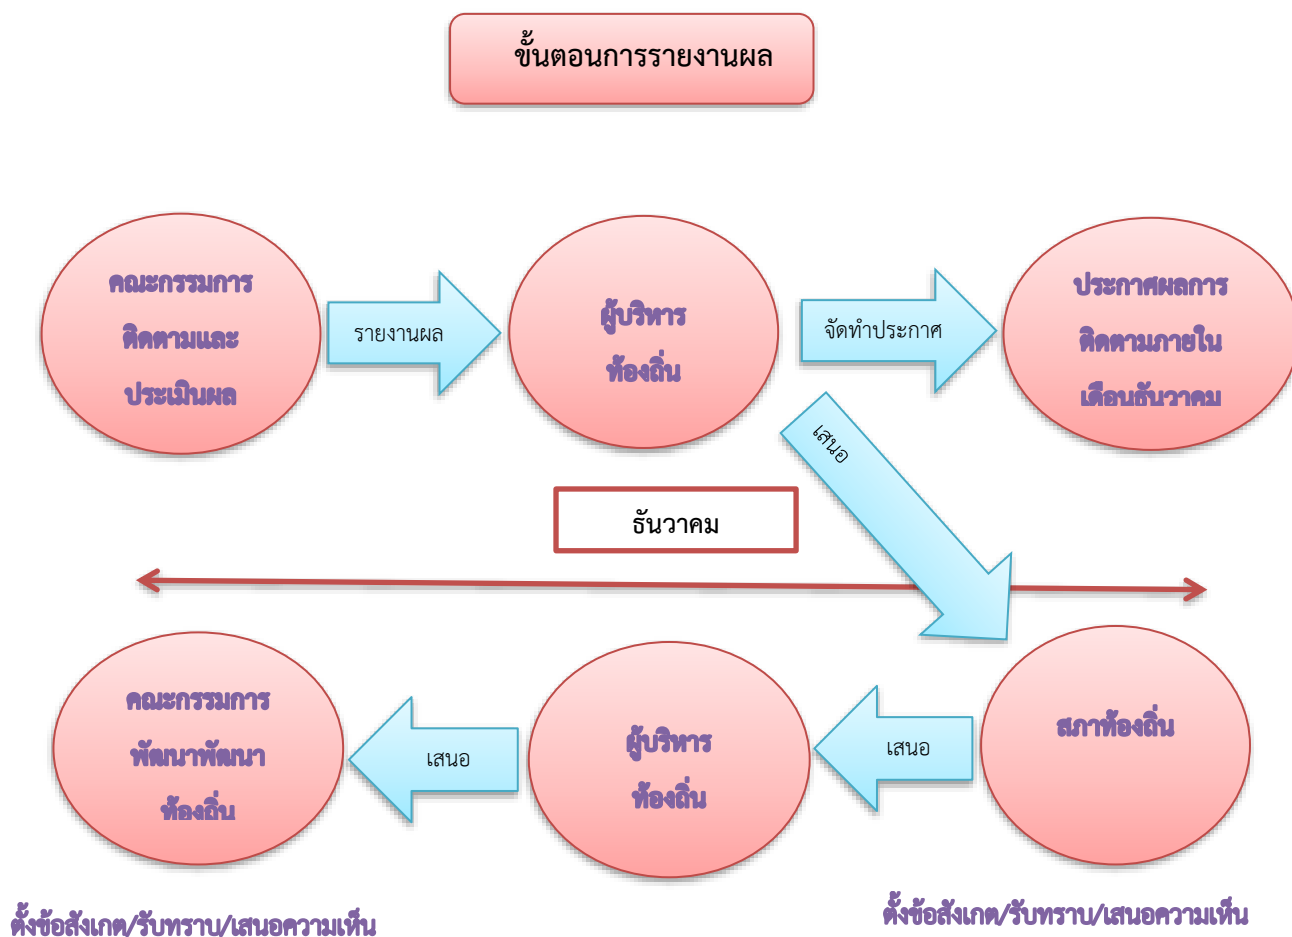 ขั้นตอนการรายงานผล
คณะกรรมการ
ติดตามและ
ประเมินผล
รายงานผล
ผู้บริหาร
ท้องถิ่น
จัดทำประกาศ
ประกาศผลการ
ติดตามภายใน
เดือนธันวาคม
เสนอ
ธันวาคม
คณะกรรมการ
พัฒนาพัฒนา
ท้องถิ่น
เสนอ
ผู้บริหาร
ท้องถิ่น
เสนอ
สภาท้องถิ่น
ตั้งข้อสังเกต/รับทราบ/เสนอความเห็น
ตั้งข้อสังเกต/รับทราบ/เสนอความเห็น